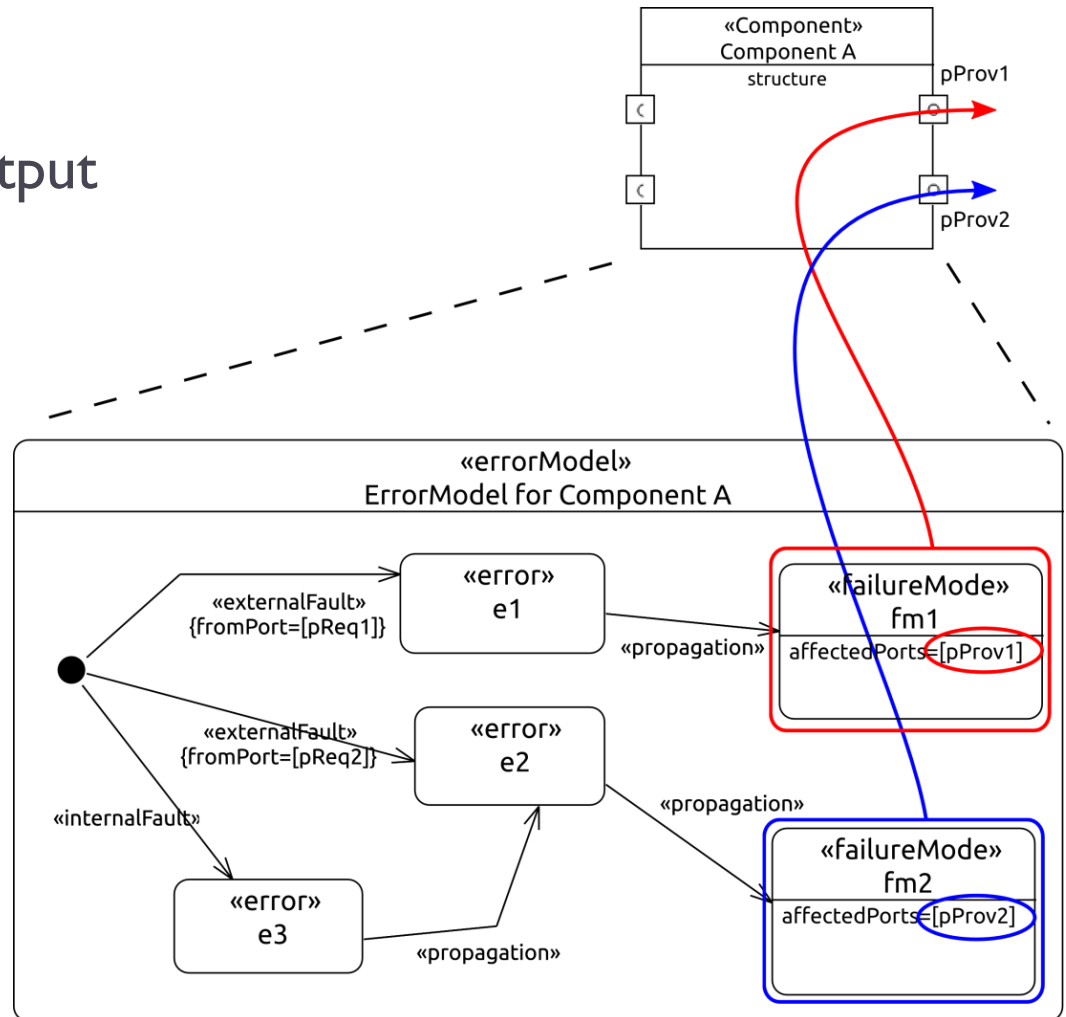 «Component»
Component A
structure
pProv1
tput
pProv2
«errorModel»
ErrorModel for Component A
«error»
e1
«externalFault»
{fromPort=[pReq1]}
«propagation»
«failureMode»
fm1
affectedPorts=[pProv1]
«externalFault»
{fromPort=[pReq2]}
«error»
e2
«propagation»
«internalFault»
«error»
e3
«propagation»
«failureMode»
fm2
affectedPorts=[pProv2]